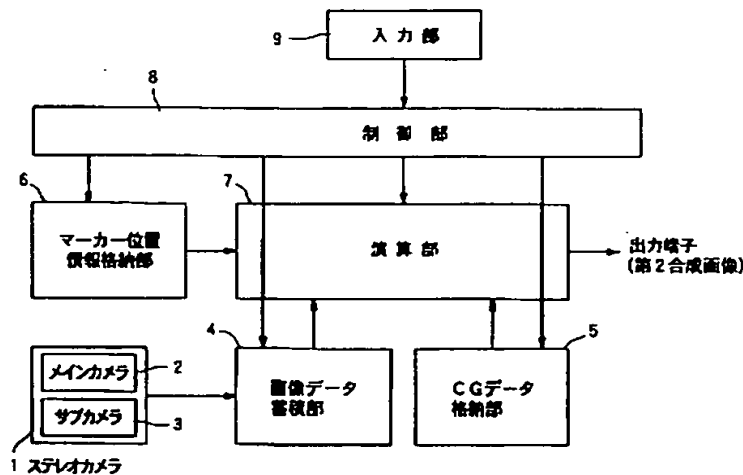 9
入力部
8
制御部
6
マーカー位置
情報格納部
7
演算部
出力端子
(第2合成画像)
4
画像データ
蓄積部
5
CGデータ
格納部
メインカメラ
2
サブカメラ
3
1 ステレオカメラ